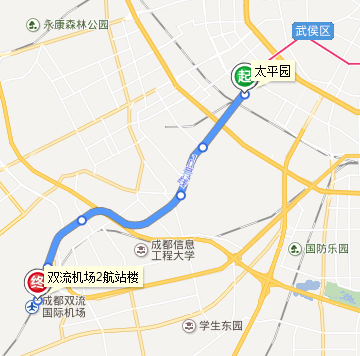 永康森林公园
武侯区
起
太平园
成都信息
工程大学
国防乐园
双流机场2航站楼
终
成都双流
国际机场
学生东园